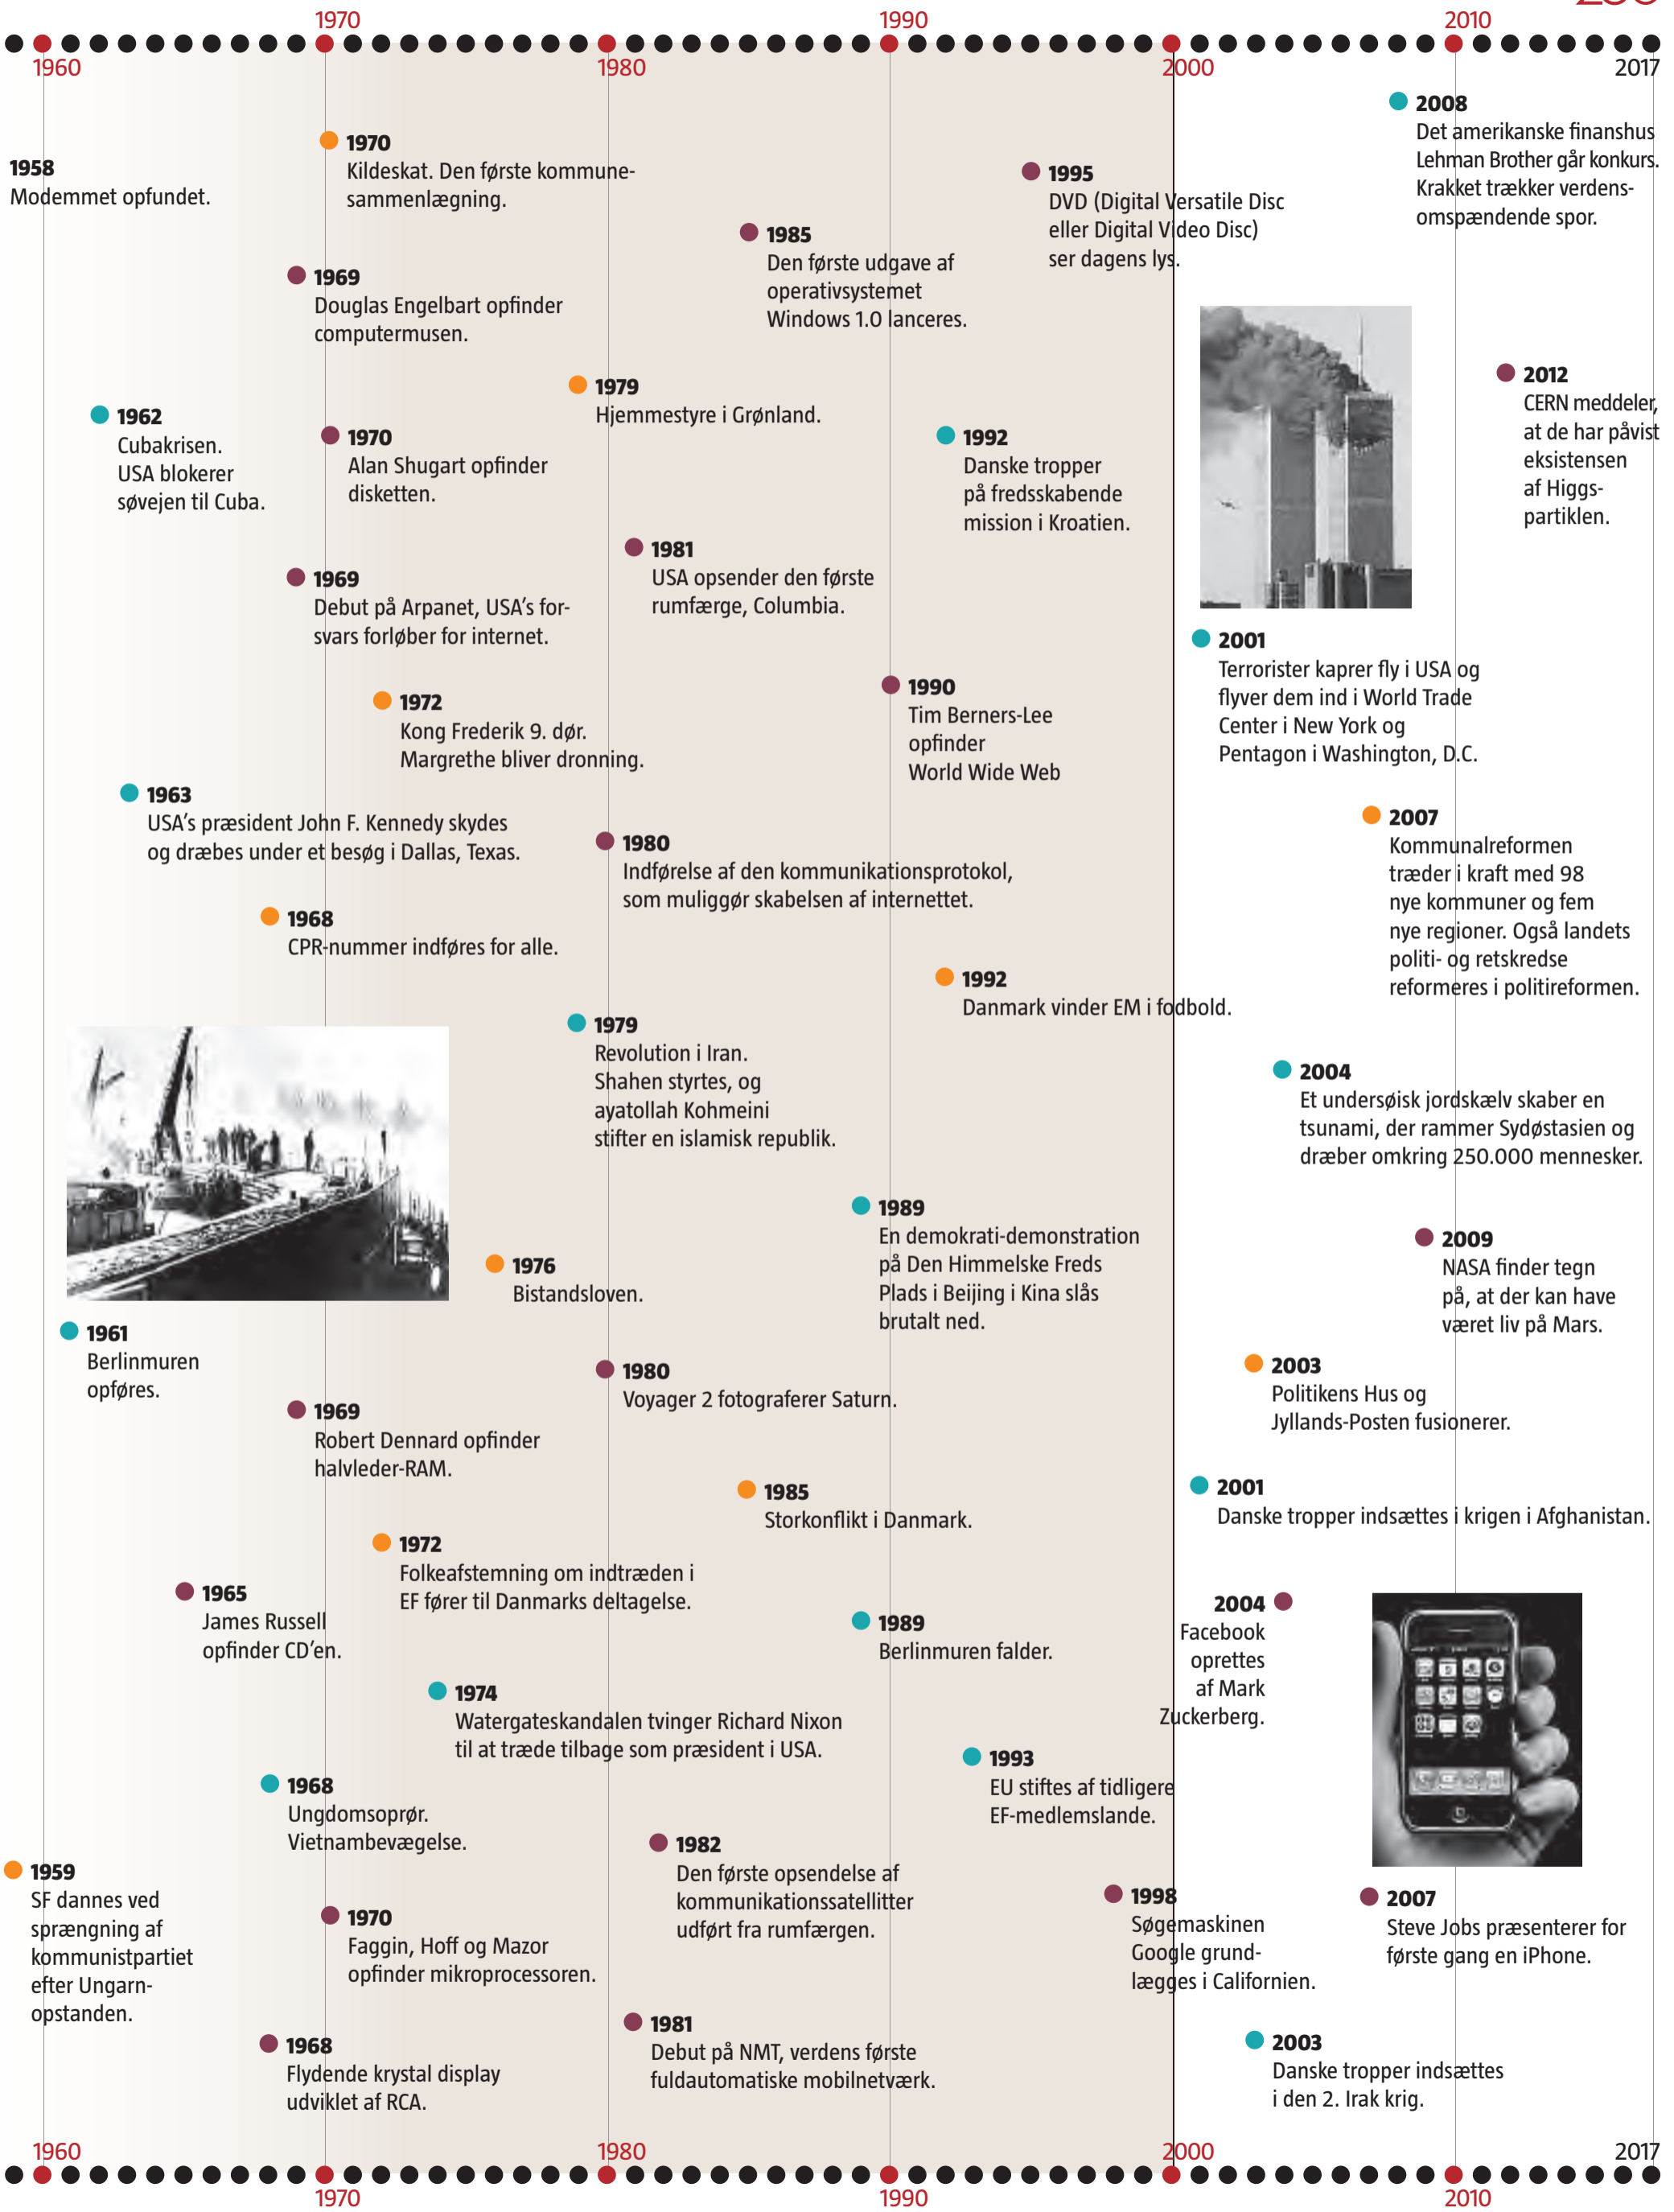 1970
1990
2010
1960
1980
2000
2017
1958
Modemmet opfundet.
1970
Kildeskat. Den første kommune-
sammenlægning.
1969
Douglas Engelbart opfinder
computermusen.
1962
Cubakrisen.
USA blokerer
søvejen til Cuba.
1979
Hjemmestyre i Grønland.
1970
Alan Shugart opfinder
disketten.
1969
Debut på Arpanet, USA’s for-
svars forløber for internet.
1972
Kong Frederik 9. dør.
Margrethe bliver dronning.
1963
USA’s præsident John F. Kennedy skydes
og dræbes under et besøg i Dallas, Texas.
1968
CPR-nummer indføres for alle.
1985
Den første udgave af
operativsystemet
Windows 1.0 lanceres.
1995
DVD (Digital Versatile Disc
eller Digital Video Disc)
ser dagens lys.
2008
Det amerikanske finanshus
Lehman Brother går konkurs.
Krakket trækker verdens-
omspændende spor.
1992
Danske tropper
på fredsskabende
mission i Kroatien.
2012
CERN meddeler,
at de har påvist
eksistensen
af Higgs-
partiklen.
1981
USA opsender den første
rumfærge, Columbia.
2001
Terrorister kaprer fly i USA og
flyver dem ind i World Trade
Center i New York og
Pentagon i Washington, D.C.
1990
Tim Berners-Lee
opfinder
World Wide Web
1980
Indførelse af den kommunikationsprotokol,
som muliggør skabelsen af internettet.
2007
Kommunalreformen
træder i kraft med 98
nye kommuner og fem
nye regioner. Også landets
politi- og retskredse
reformeres i politireformen.
1992
Danmark vinder EM i fodbold.
1979
Revolution i Iran.
Shahen styrtes, og
ayatollah Kohmeini
stifter en islamisk republik.
2004
Et undersøisk jordskælv skaber en
tsunami, der rammer Sydøstasien og
dræber omkring 250.000 mennesker.
1989
En demokrati-demonstration
på Den Himmelske Freds
Plads i Beijing i Kina slås
brutalt ned.
2009
NASA finder tegn
på, at der kan have
været liv på Mars.
1976
Bistandsloven.
1961
Berlinmuren
opføres.
1980
Voyager 2 fotograferer Saturn.
2003
Politikens Hus og
Jyllands-Posten fusionerer.
1969
Robert Dennard opfinder
halvleder-RAM.
1985
Storkonflikt i Danmark.
2001
Danske tropper indsættes i krigen i Afghanistan.
1972
Folkeafstemning om indtræden i
EF fører til Danmarks deltagelse.
1965
James Russell
opfinder CD’en.
1989
Berlinmuren falder.
2004
Facebook
oprettes
af Mark
Zuckerberg.
1974
Watergateskandalen tvinger Richard Nixon
til at træde tilbage som præsident i USA.
1993
EU stiftes af tidligere
EF-medlemslande.
1968
Ungdomsoprør.
Vietnambevægelse.
1982
Den første opsendelse af
kommunikationssatellitter
udført fra rumfærgen.
1959
SF dannes ved
sprængning af
kommunistpartiet
efter Ungarn-
opstanden.
1998
Søgemaskinen
Google grund-
lægges i Californien.
2007
Steve Jobs præsenterer for
første gang en iPhone.
1970
Faggin, Hoff og Mazor
opfinder mikroprocessoren.
1981
Debut på NMT, verdens første
fuldautomatiske mobilnetværk.
2003
Danske tropper indsættes
i den 2. Irak krig.
1968
Flydende krystal display
udviklet af RCA.
1960
1980
2000
2017
1970
1990
2010